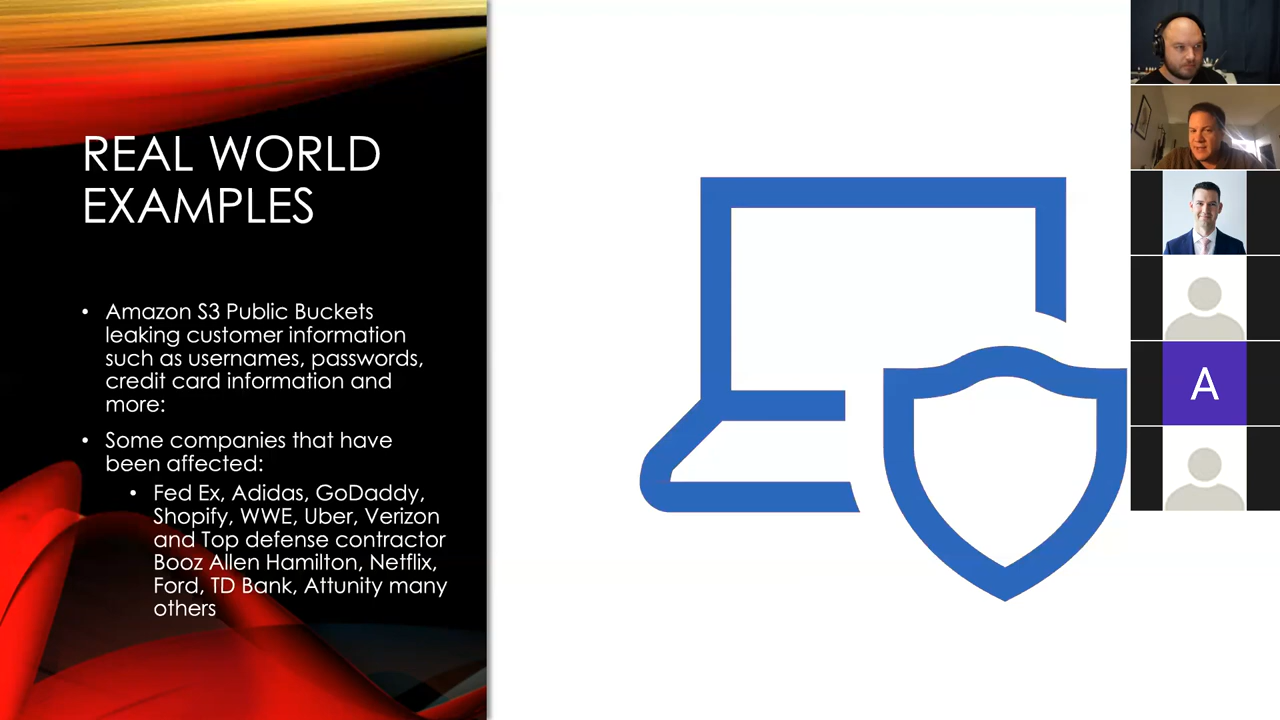 REAL WORLD
EXAMPLES
• Amazon S3 Public Buckets
leaking customer information
such as usernames, passwords,
credit card information and
more:
• Some companies that have
been affected:
• Fed Ex, Adidas, GoDaddy,
Shopify, WWE, Uber, Verizon
and Top defense contractor
Booz Allen Hamilton, Netflix,
Ford, TD Bank, Attunity many
others
A